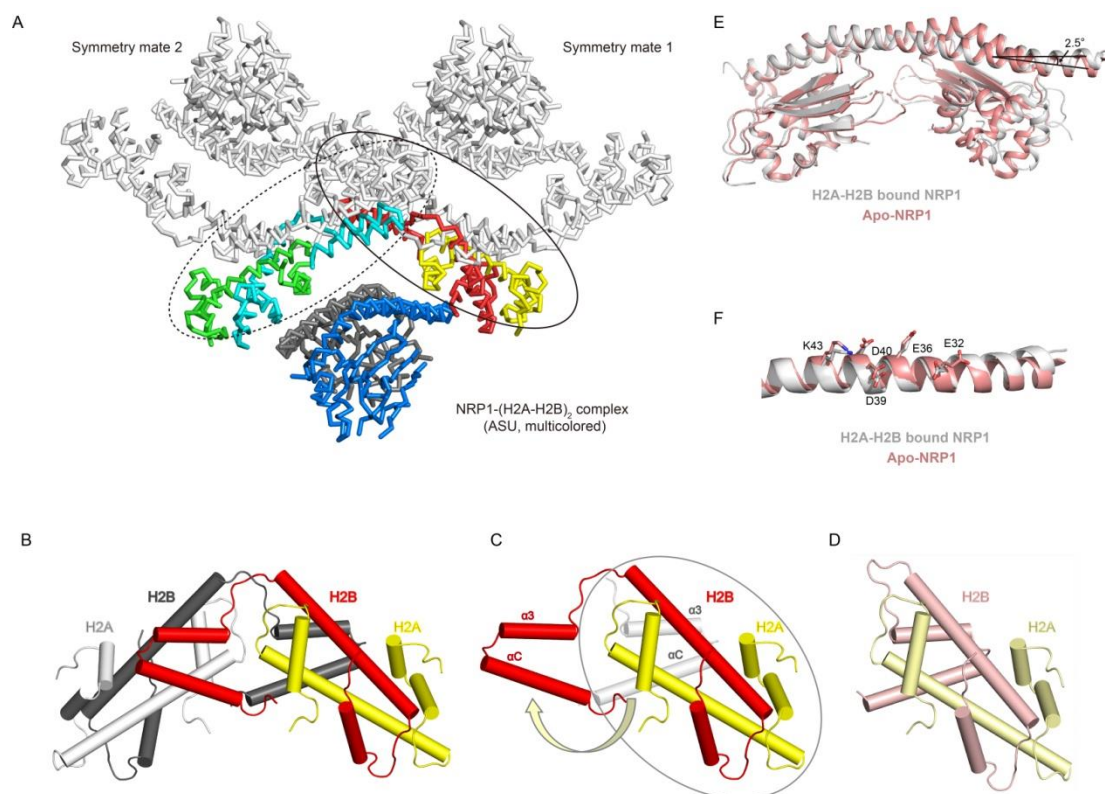 A
Symmetry mate 2
Symmetry mate 1
NRP1-(H2A-H2B)₂ complex
(ASU, multicolored)
E
2.5°
H2A-H2B bound NRP1
Apo-NRP1
F
K43
D40
E36
E32
D39
H2A-H2B bound NRP1
Apo-NRP1
B
H2A
H2B
H2B
H2A
C
α3
αC
α3
αC
H2B
H2A
D
H2B
H2A